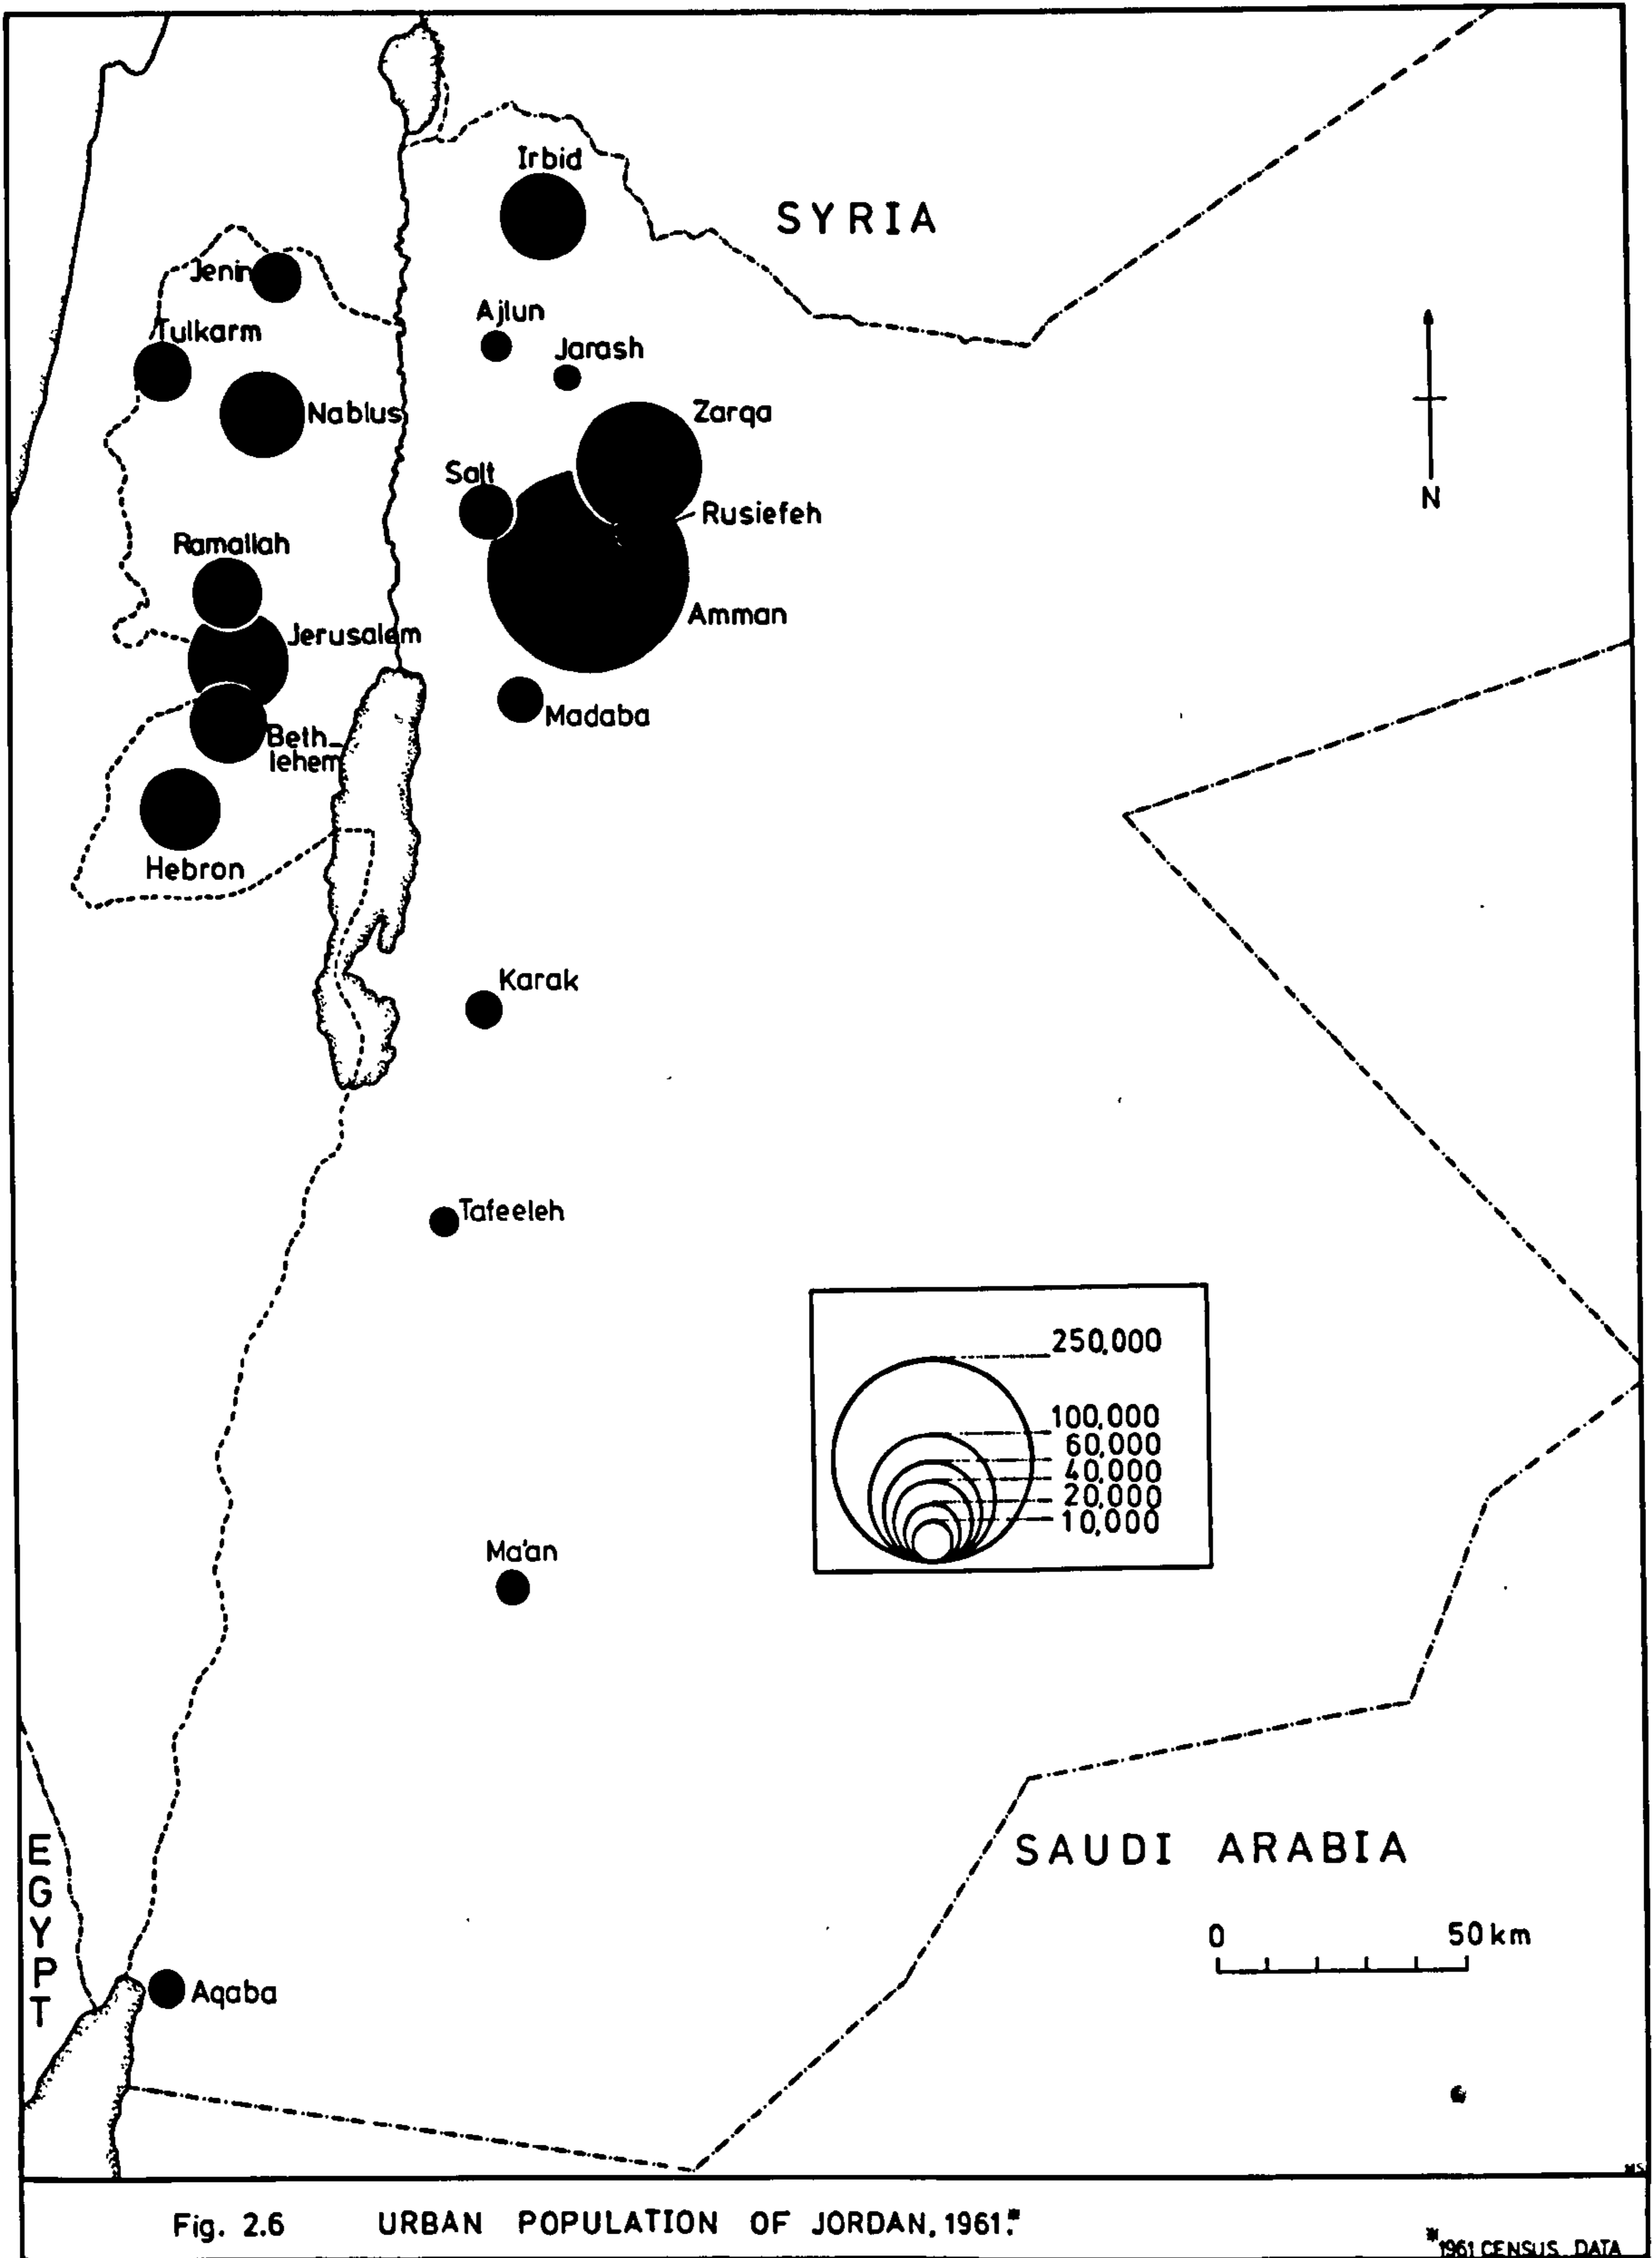 Irbid
SYRIA
Jenin
Ajlun
Tulkarm
Jarash
Nablus
Zarqa
Salt
N
Rusiefeh
Ramallah
Amman
Jerusalem
Madaba
Beth-
lehem
Hebron
Karak
Tafeeleh
250,000
100,000
60,000
40,000
20,000
10,000
Ma'an
SAUDI ARABIA
EGYPT
0 50 km
Aqaba
Fig. 2.6 URBAN POPULATION OF JORDAN, 1961.*
*1961 CENSUS DATA